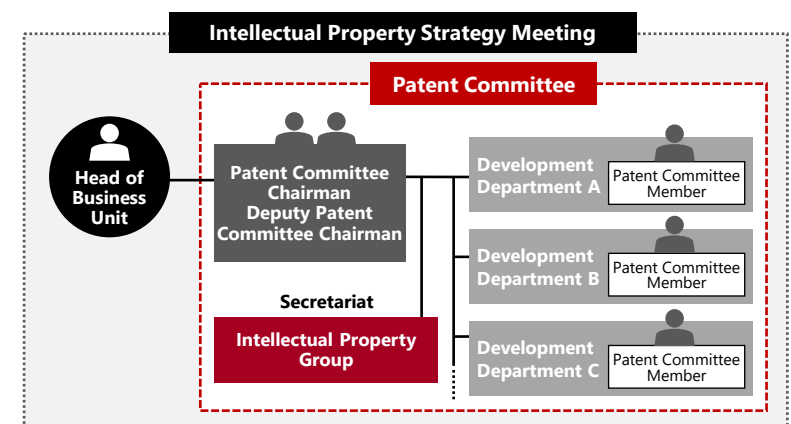 Intellectual Property Strategy Meeting
Patent Committee
Head of
Business
Unit
Patent Committee
Chairman
Deputy Patent
Committee Chairman
Secretariat
Intellectual Property
Group
Development
Department A
Patent Committee
Member
Development
Department B
Patent Committee
Member
Development
Department C
Patent Committee
Member